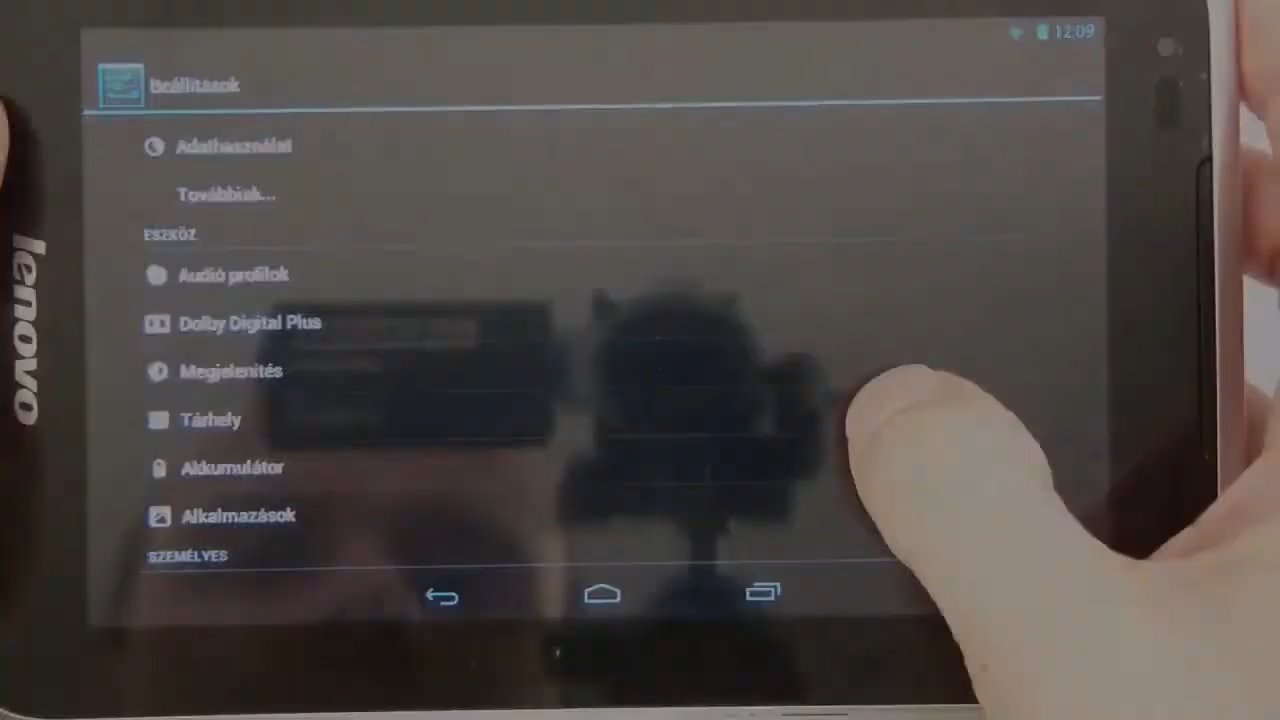 12:09
Beállítások
Adathasználat
Továbbiak...
ESZKÖZ
Audió profilok
Dolby Digital Plus
Megjelenítés
Tárhely
Akkumulátor
Alkalmazások
SZEMÉLYES
lenovo